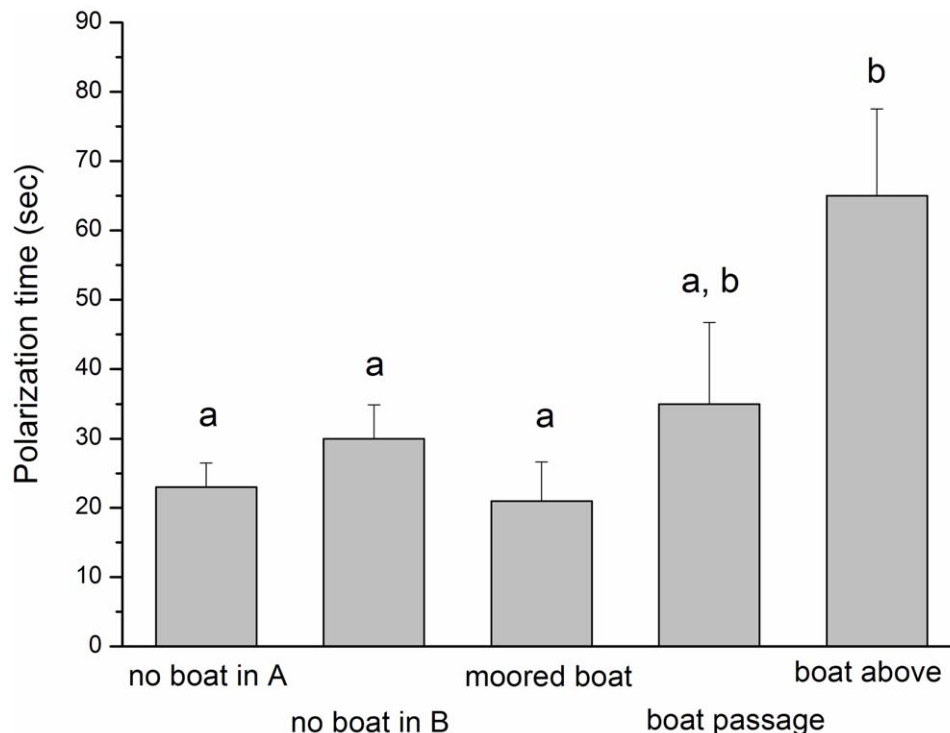 Polarization time (sec)
90
80
70
60
50
40
30
20
10
0
a
a
a
a, b
b
no boat in A
no boat in B
moored boat
boat passage
boat above